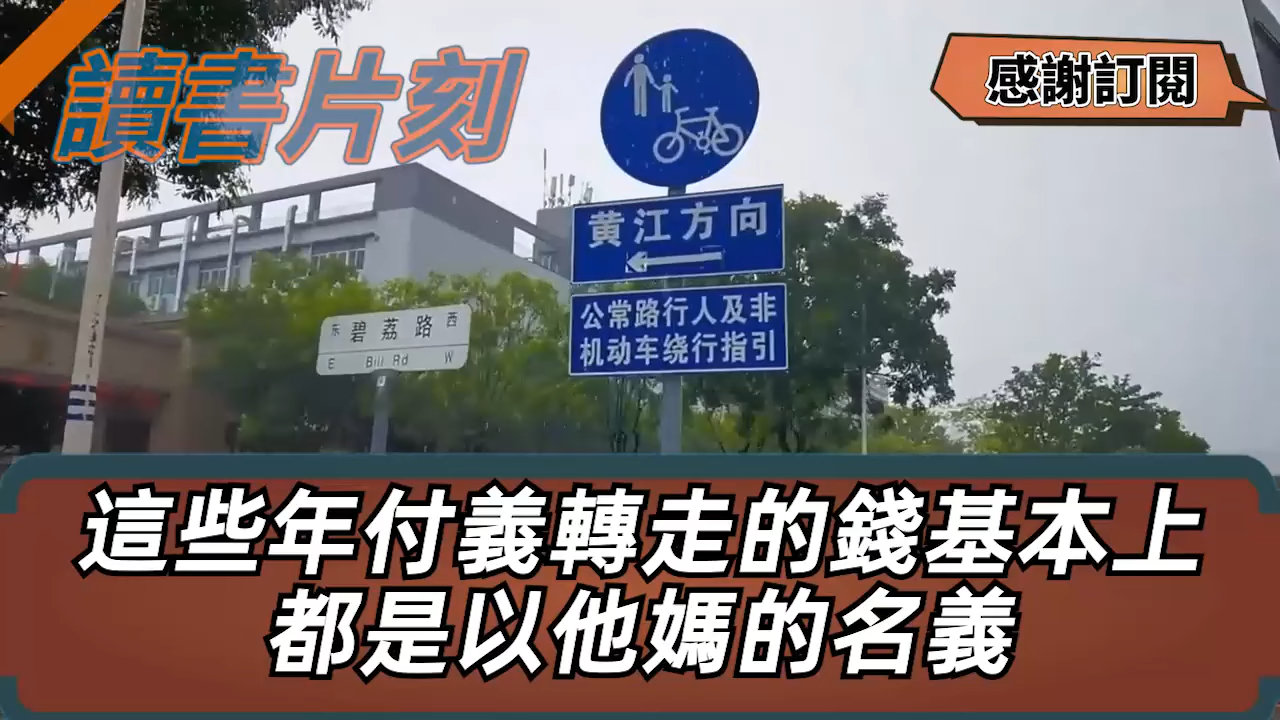 讀書片刻
感謝訂閱
黄江方向
公常路行人及非
机动车绕行指引
东 碧荔路 西
E Bili Rd W
這些年付義轉走的錢基本上
都是以他媽的名義